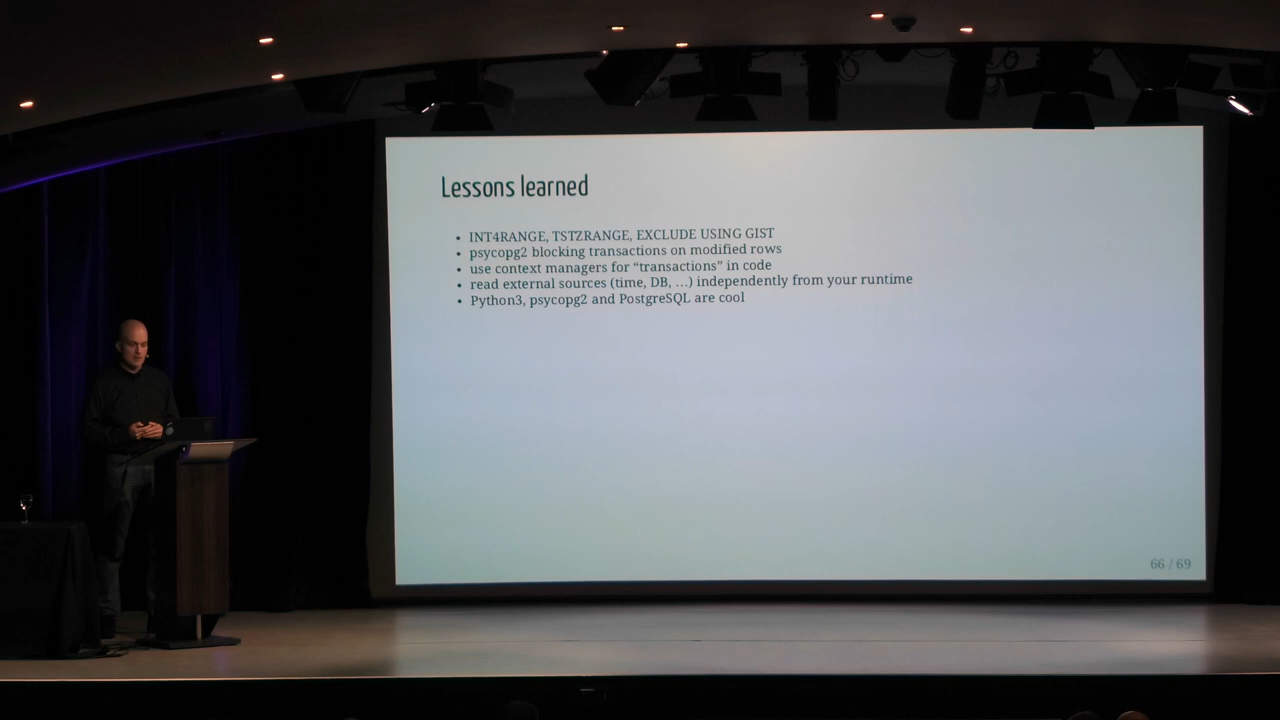 Lessons learned
• INT4RANGE, TSTZRANGE, EXCLUDE USING GIST
• psycopg2 blocking transactions on modified rows
• use context managers for “transactions” in code
• read external sources (time, DB, …) independently from your runtime
• Python3, psycopg2 and PostgreSQL are cool
66 / 69